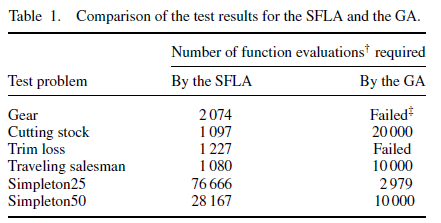 Table 1. Comparison of the test results for the SFLA and the GA.
Number of function evaluations† required
Test problem By the SFLA By the GA
Gear 2 074 Failed‡
Cutting stock 1 097 20 000
Trim loss 1 227 Failed
Traveling salesman 1 080 10 000
Simpleton25 76 666 2 979
Simpleton50 28 167 10 000